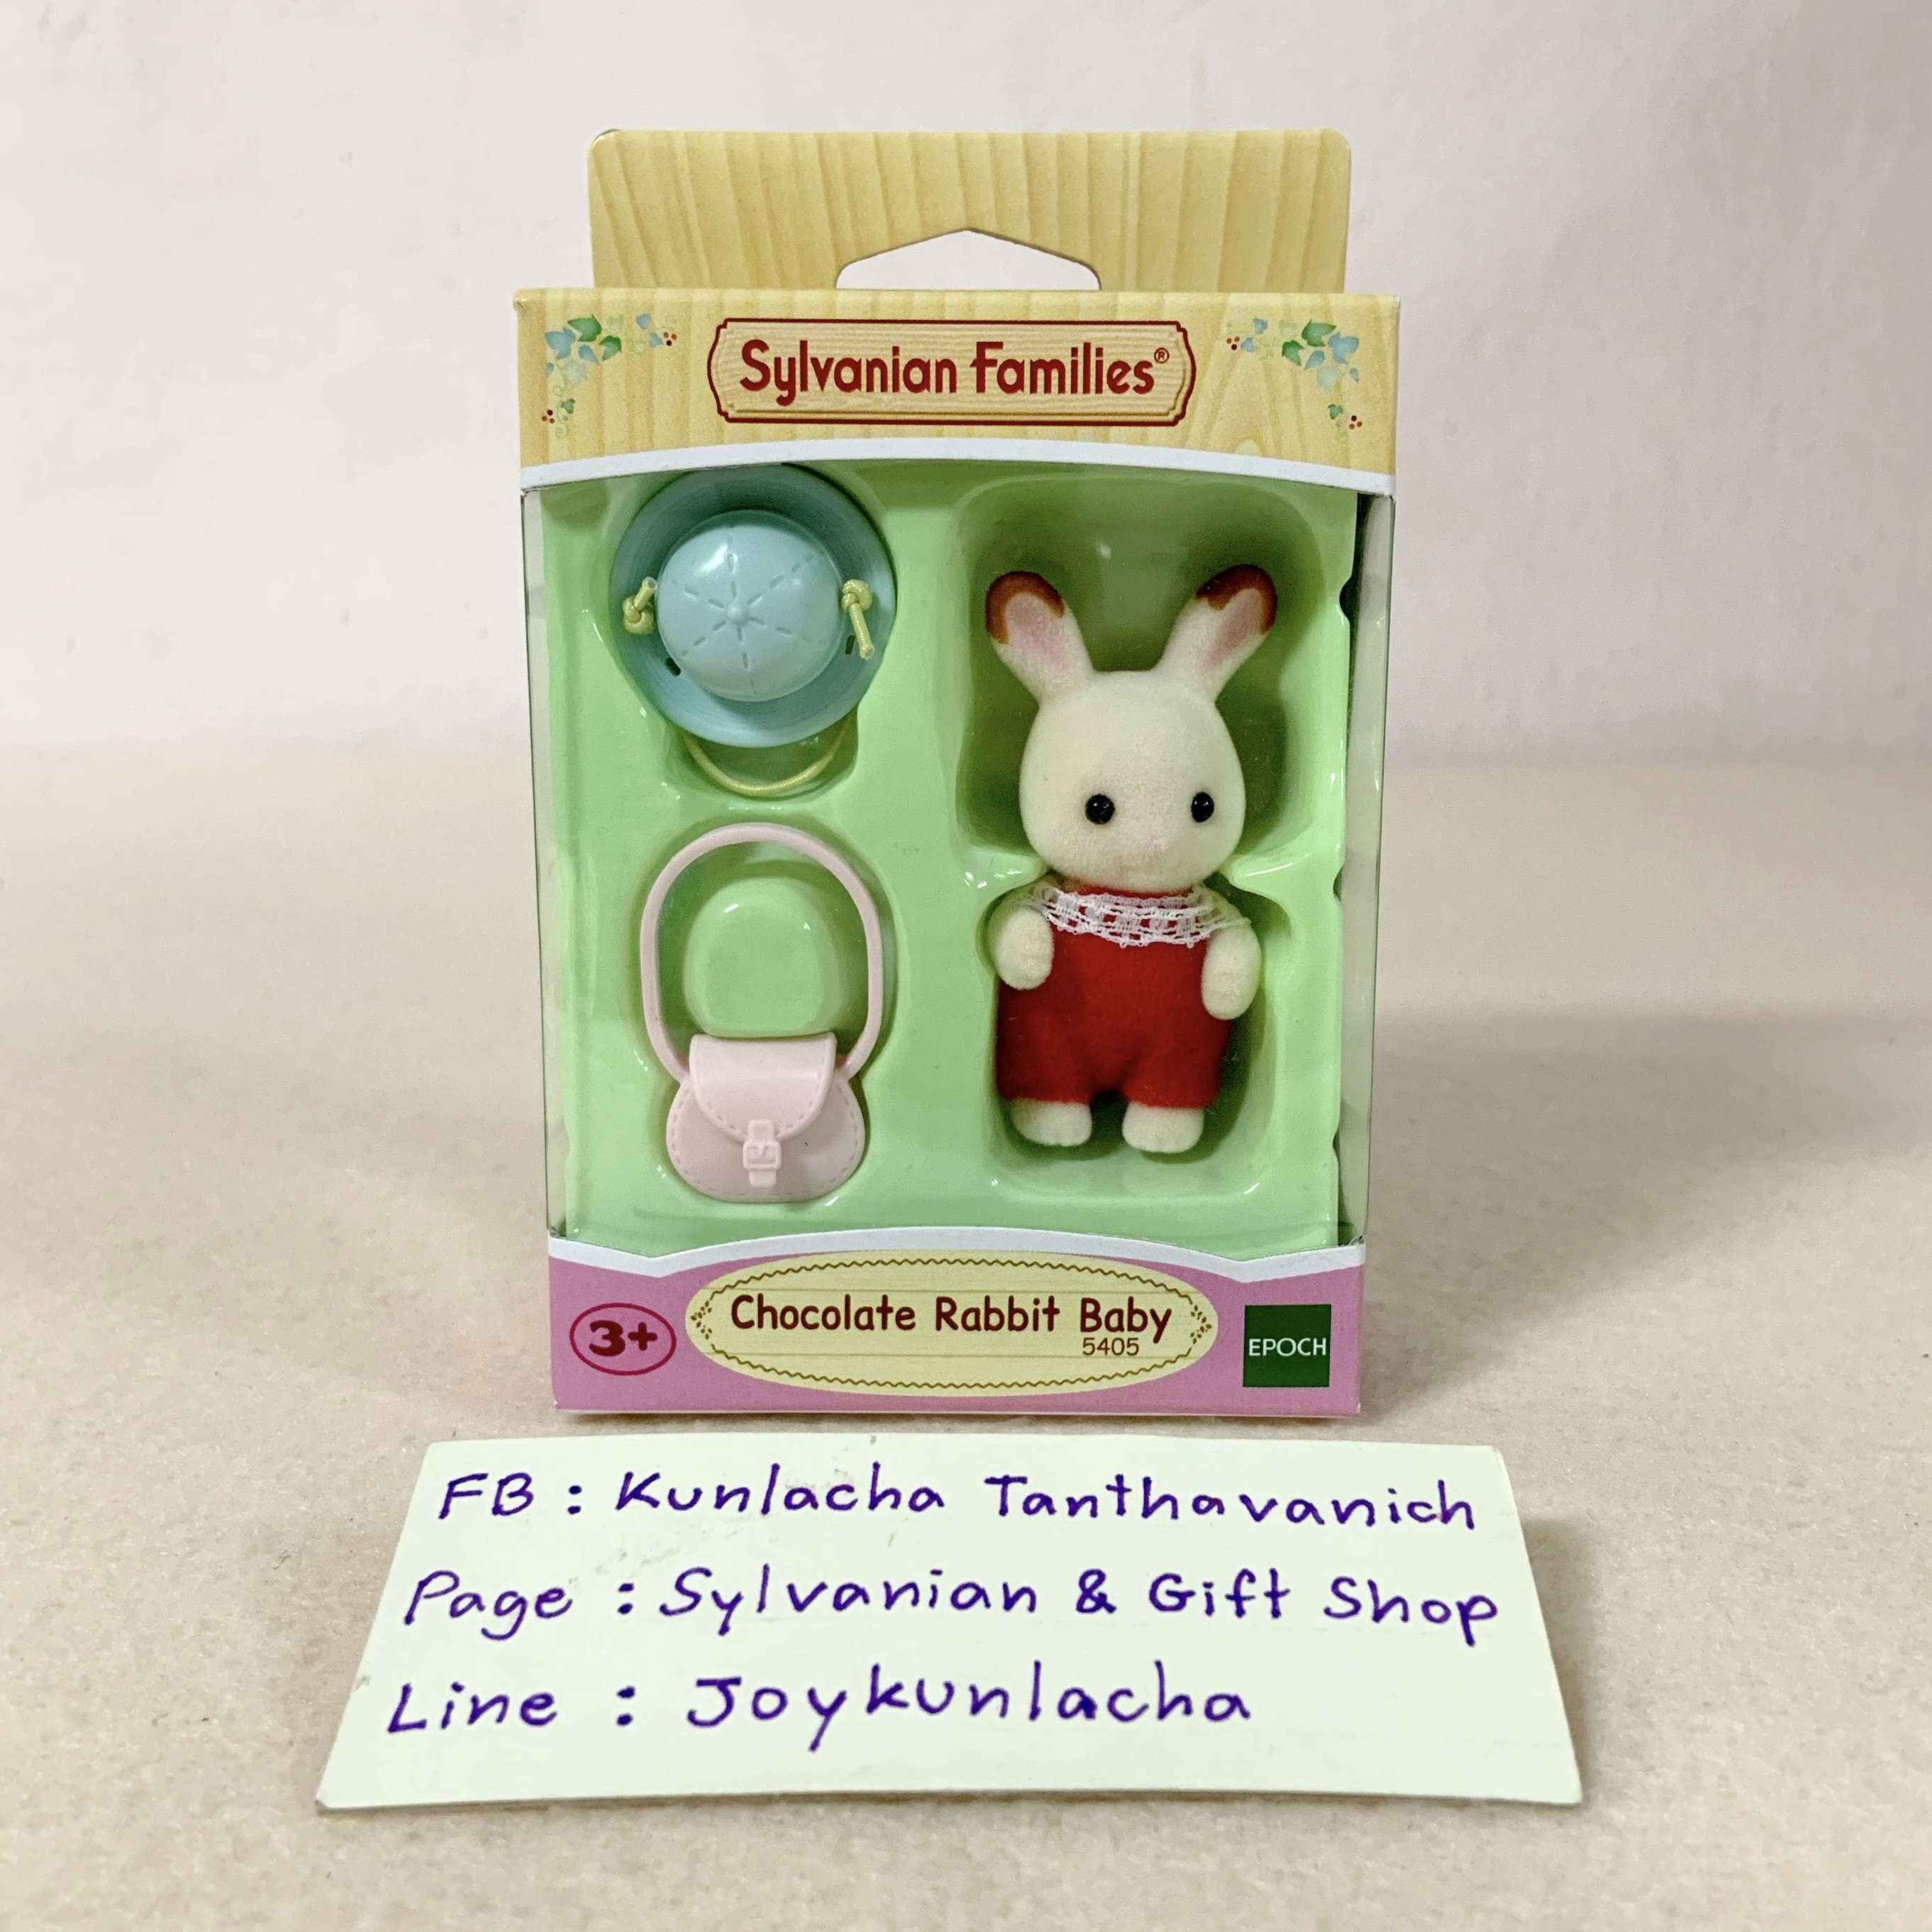 Sylvanian Families®
3+
Chocolate Rabbit Baby
5405
EPOCH
FB : Kunlacha Tanthavanich
Page : Sylvanian & Gift Shop
Line : Joykunlacha